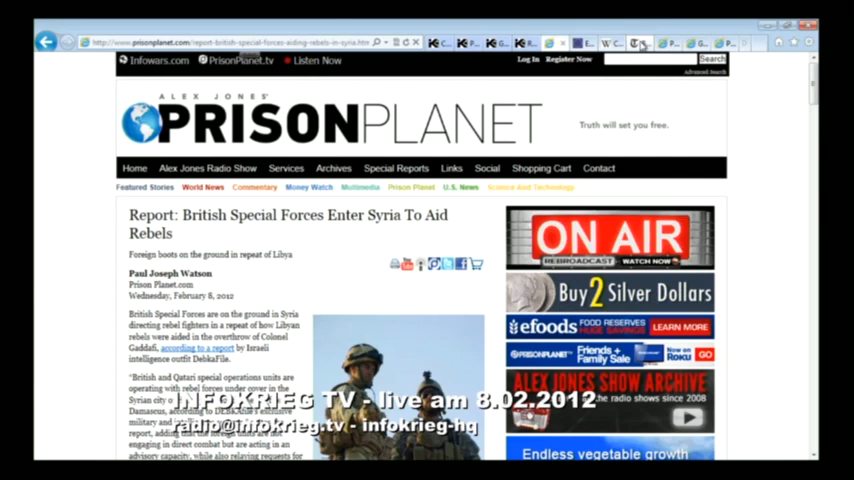 http://www.prisonplanet.com/report-british-special-forces-aiding-rebels-in-syria.htm
Infowars.com
PrisonPlanet.tv
Listen Now
Log In
Register Now
Search
Advanced Search
ALEX JONES'
PRISONPLANET
Truth will set you free.
Home Alex Jones Radio Show Services Archives Special Reports Links Social Shopping Cart Contact
Featured Stories World News Commentary Money Watch Multimedia Prison Planet U.S. News Science And Technology
Report: British Special Forces Enter Syria To Aid
Rebels
Foreign boots on the ground in repeat of Libya
Paul Joseph Watson
Prison Planet.com
Wednesday, February 8, 2012
British Special Forces are on the ground in Syria
directing rebel fighters in a repeat of how Libyan
rebels were aided in the overthrow of Colonel
Gaddafi, according to a report by Israeli
intelligence outfit DebkaFile.
"British and Qatari special operations units are
operating with rebel forces under cover in the
Syrian city
Damascus, according to DEBKAfile's exclusive
military and
report, adding that the foreign units are not
engaging in direct combat but are acting in an
advisory capacity, while also relaying requests for
ON AIR
REBROADCAST WATCH NOW
Buy 2 Silver Dollars
efoods FOOD RESERVES
HUGE SAVINGS
LEARN MORE
PRISONPLANET
Friends+
Family Sale
Now on
Roku
GO
ALEX JONES SHOW ARCHIVE
the radio shows since 2008
Endless vegetable growth
INFOKRIEG TV - live am 8.02.2012
radio@infokrieg.tv - infokrieg-hq